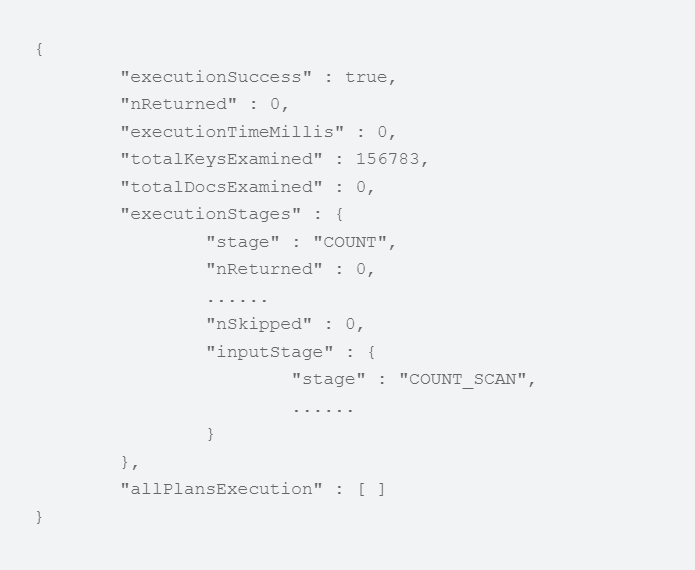 {
"executionSuccess" : true,
"nReturned" : 0,
"executionTimeMillis" : 0,
"totalKeysExamined" : 156783,
"totalDocsExamined" : 0,
"executionStages" : {
"stage" : "COUNT",
"nReturned" : 0,
......
"nSkipped" : 0,
"inputStage" : {
"stage" : "COUNT_SCAN",
......
}
},
"allPlansExecution" : [ ]
}